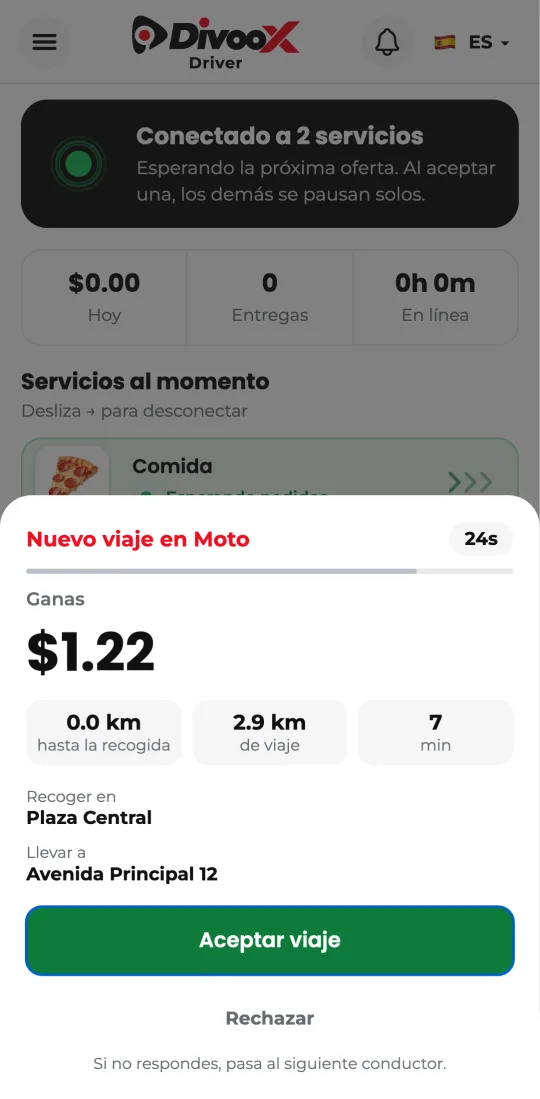 DivooX
Driver
ES
Conectado a 2 servicios
Esperando la próxima oferta. Al aceptar
una, los demás se pausan solos.
$0.00
Hoy
0
Entregas
0h 0m
En línea
Servicios al momento
Desliza → para desconectar
Comida
Esperando pedidos
Nuevo viaje en Moto
24s
Ganas
$1.22
0.0 km
hasta la recogida
2.9 km
de viaje
7
min
Recoger en
Plaza Central
Llevar a
Avenida Principal 12
Aceptar viaje
Rechazar
Si no respondes, pasa al siguiente conductor.